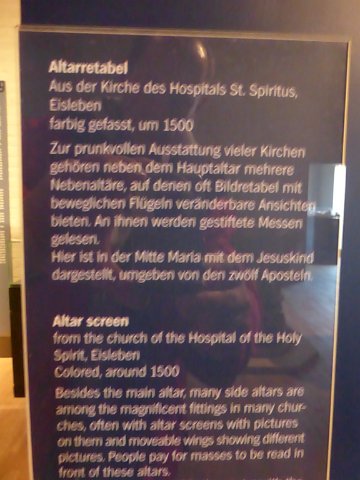 Altarretabel
Aus der Kirche des Hospitals St. Spiritus,
Eisleben
farbig gefasst, um 1500
Zur prunkvollen Ausstattung vieler Kirchen
gehören neben dem Hauptaltar mehrere
Nebenaltäre, auf denen oft Bildretabel mit
beweglichen Flügeln veränderbare Ansichten
bieten. An ihnen werden gestiftete Messen
gelesen.
Hier ist in der Mitte Maria mit dem Jesuskind
dargestellt, umgeben von den zwölf Aposteln.
Altar screen
from the church of the Hospital of the Holy
Spirit, Eisleben
Colored, around 1500
Besides the main altar, many side altars are
among the magnificent fittings in many chur-
ches, often with altar screens with pictures
on them and moveable wings showing different
pictures. People pay for masses to be read in
front of these altars.